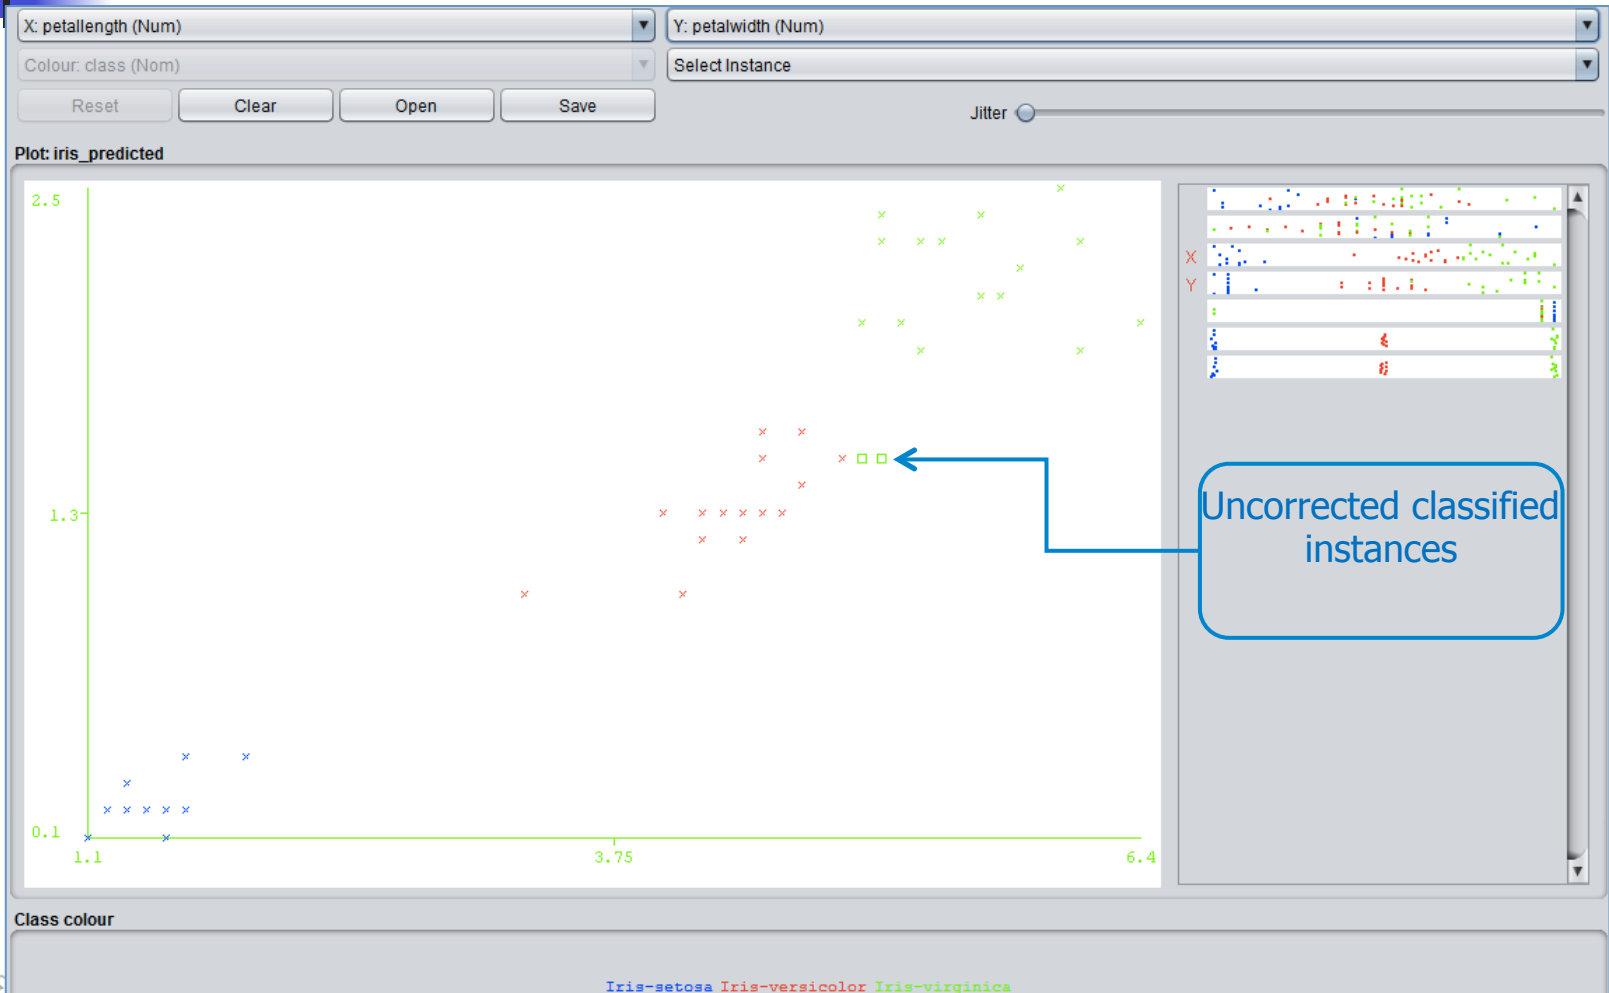 X: petallength (Num)
Y: petalwidth (Num)
Colour: class (Nom)
Select Instance
Reset
Clear
Open
Save
Jitter
Plot: iris_predicted
2.5
1.3
0.1
1.1
3.75
6.4
X
Y
Uncorrected classified
instances
Class colour
Iris-setosa Iris-versicolor Iris-virginica